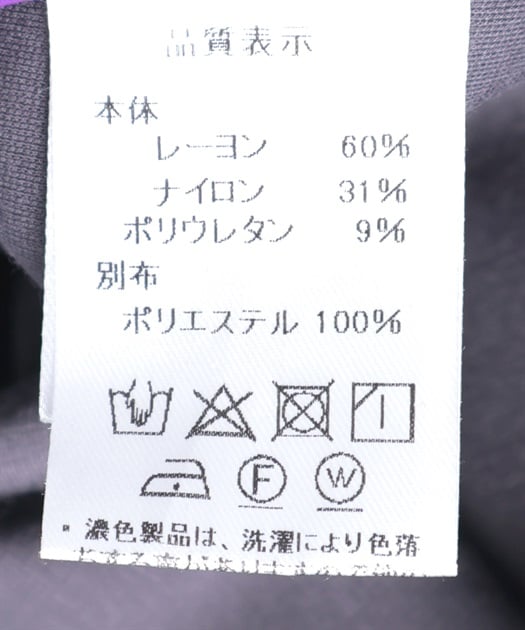 品質表示
本体
レーヨン 60%
ナイロン 31%
ポリウレタン 9%
別布
ポリエステル 100%
F W
* 濃色製品は、洗濯により色落